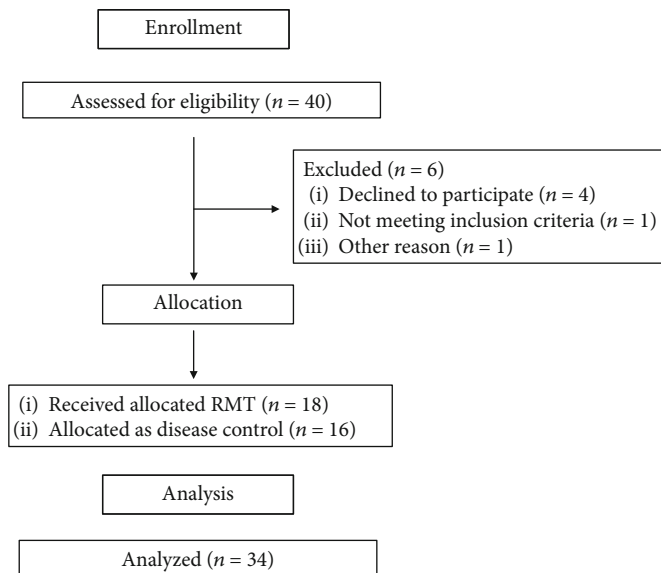 Enrollment
Assessed for eligibility (n = 40)
Excluded (n = 6)
(i) Declined to participate (n = 4)
(ii) Not meeting inclusion criteria (n = 1)
(iii) Other reason (n = 1)
Allocation
(i) Received allocated RMT (n = 18)
(ii) Allocated as disease control (n = 16)
Analysis
Analyzed (n = 34)